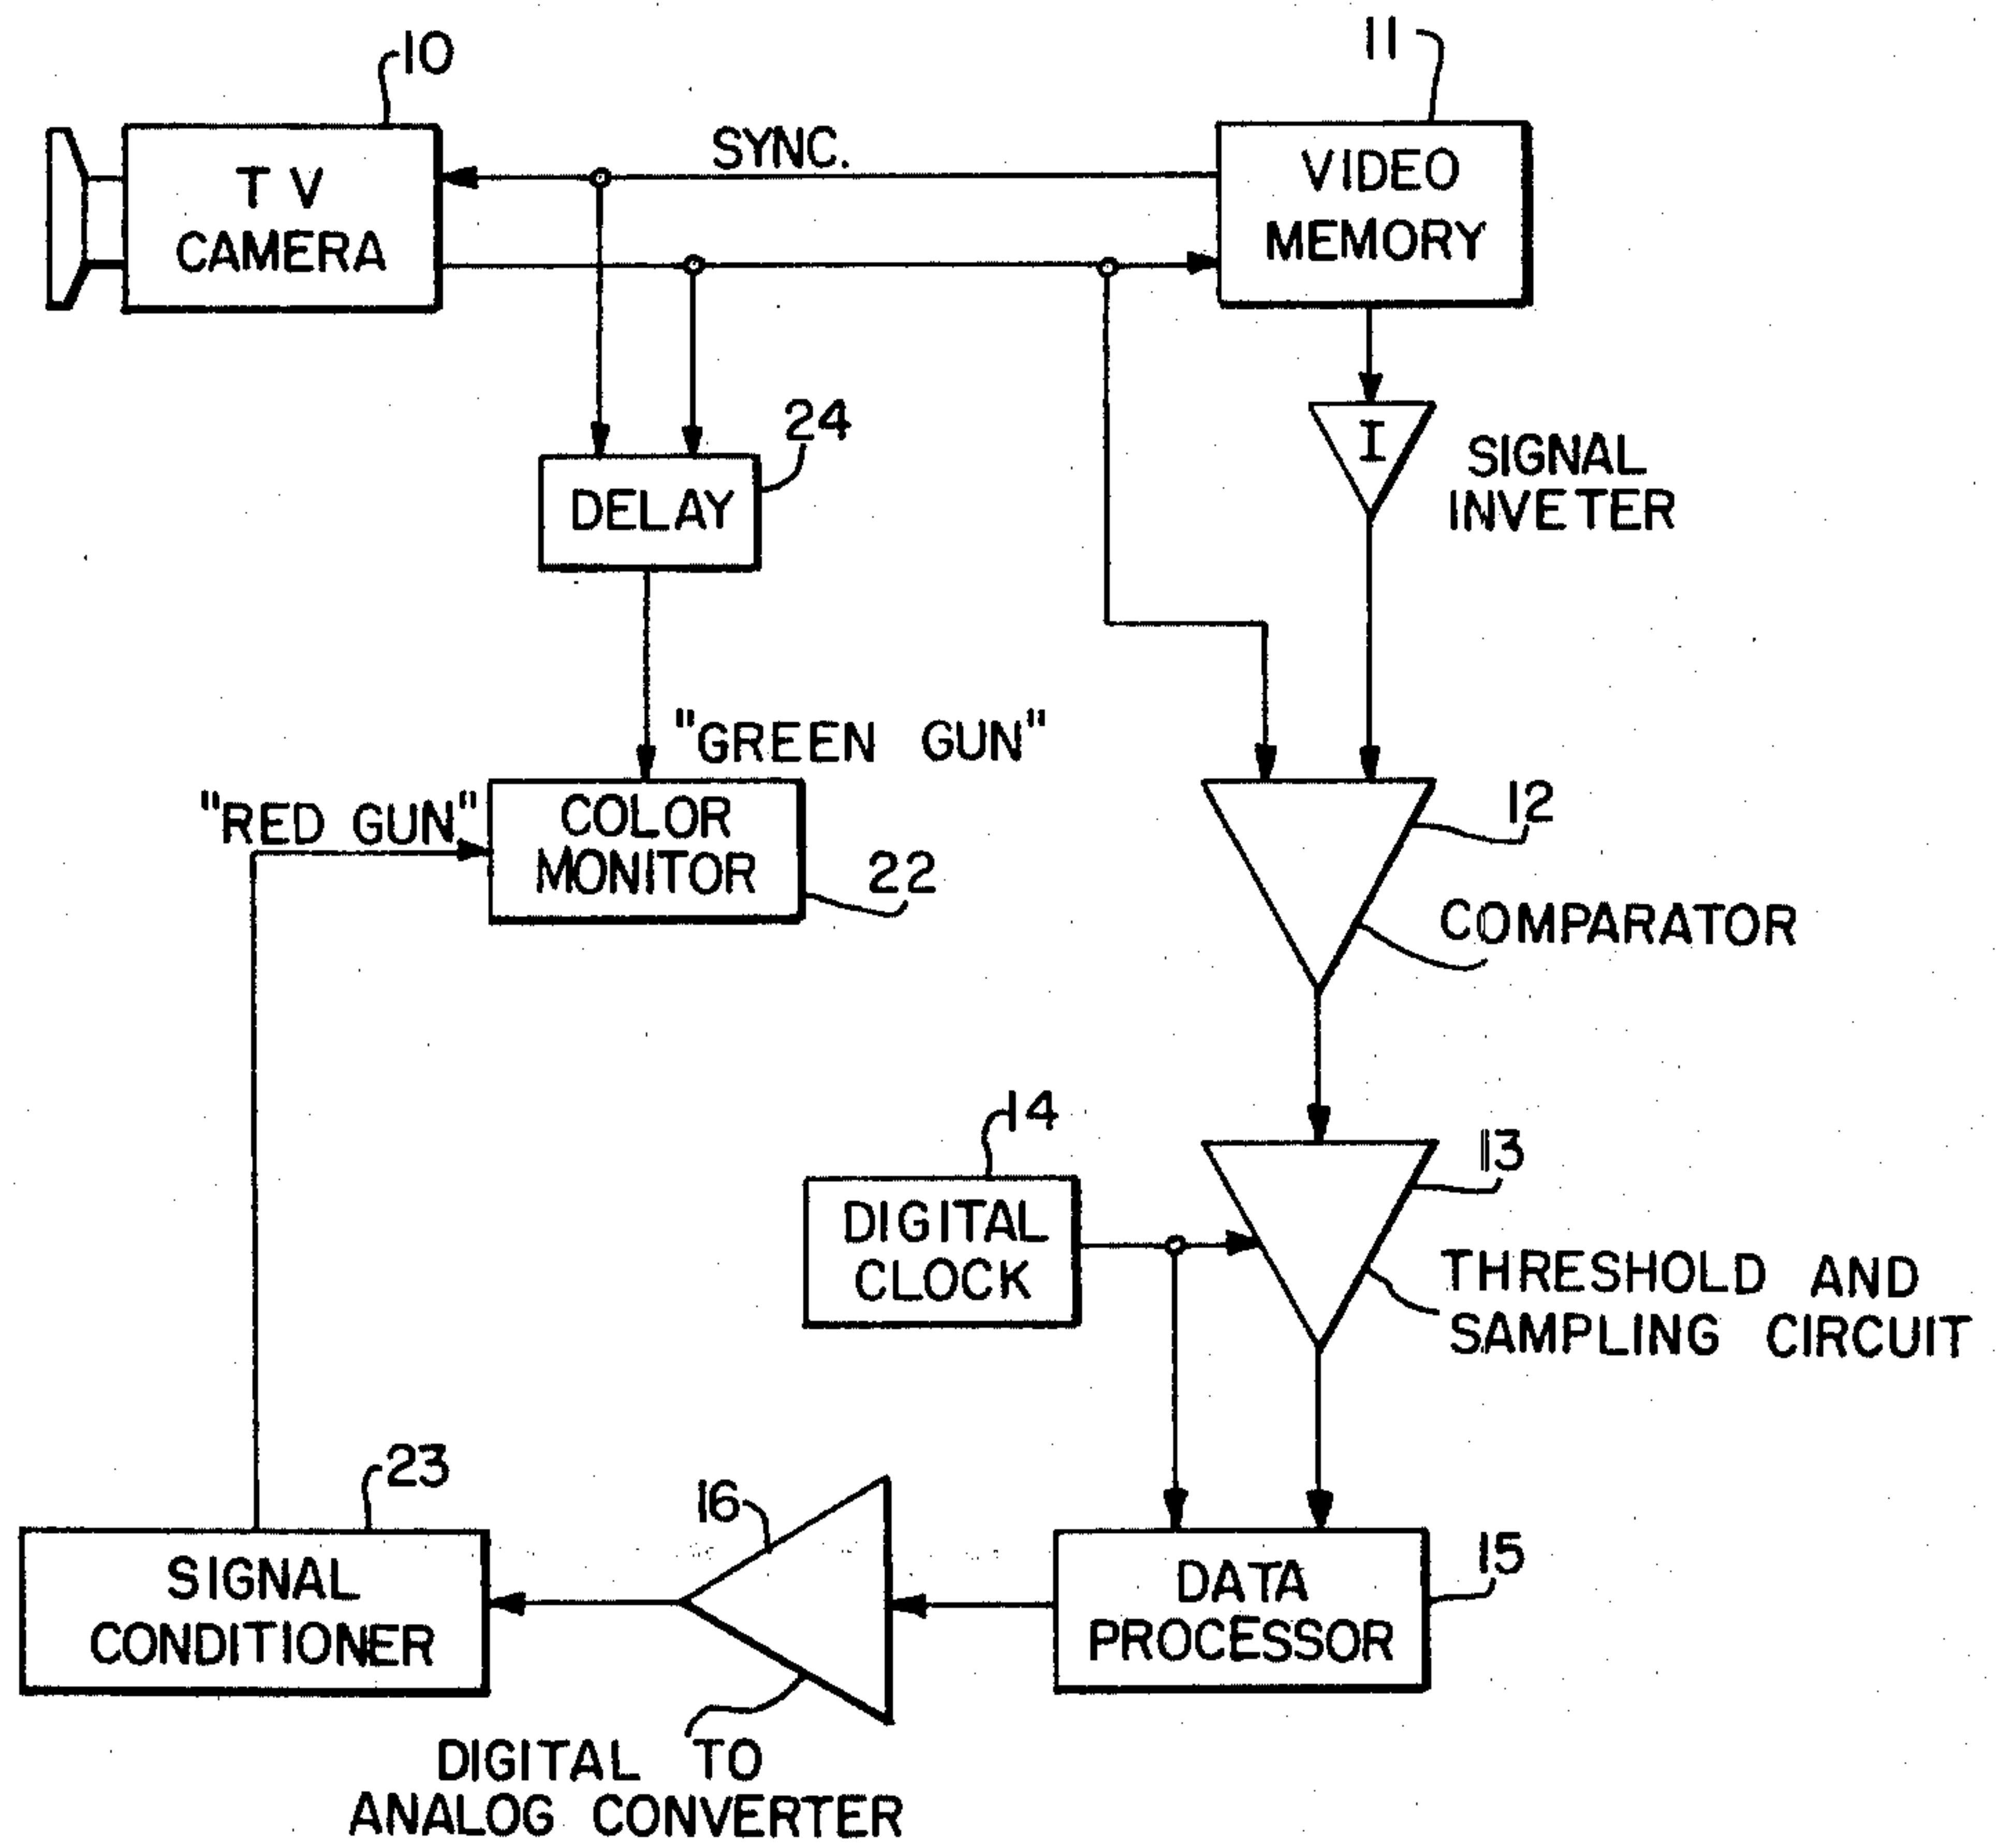 10
11
TV
CAMERA
SYNC.
VIDEO
MEMORY
24
DELAY
I
SIGNAL
INVETER
"GREEN GUN"
"RED GUN"
COLOR
MONITOR
22
12
COMPARATOR
14
13
DIGITAL
CLOCK
THRESHOLD AND
SAMPLING CIRCUIT
23
16
15
SIGNAL
CONDITIONER
DATA
PROCESSOR
DIGITAL TO
ANALOG CONVERTER